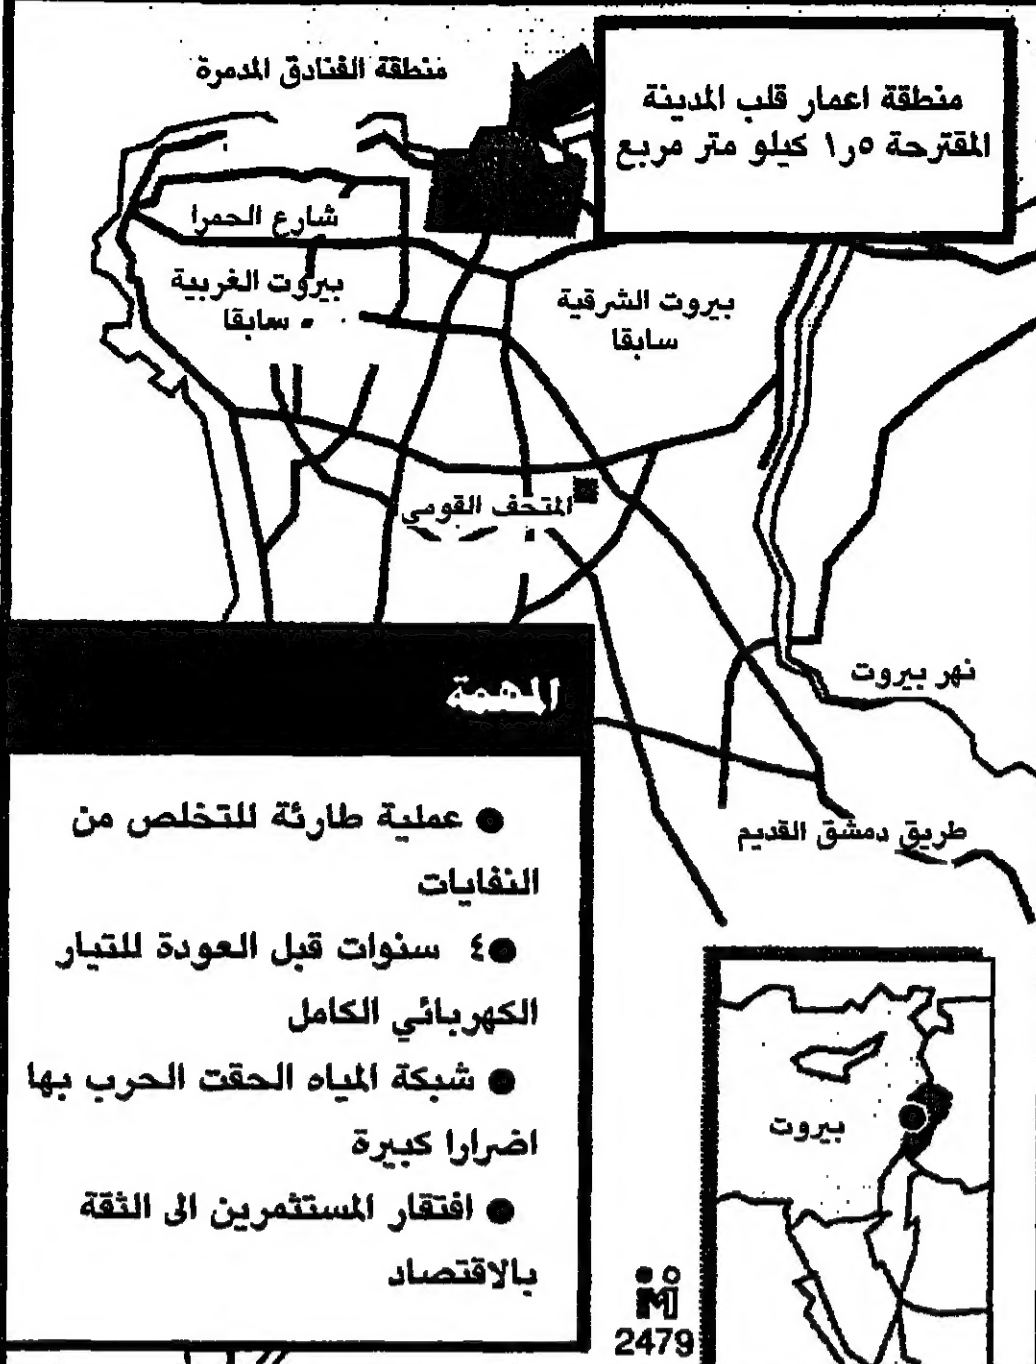 منطقة الفنادق المدمرة
منطقة اعمار قلب المدينة
المقترحة ١٫٥ كيلو متر مربع
شارع الحمرا
بيروت الغربية
سابقا
بيروت الشرقية
سابقا
المتحف القومي
نهر بيروت
طريق دمشق القديم
المهمة
● عملية طارئة للتخلص من
النفايات
● ٤ سنوات قبل العودة للتيار
الكهربائي الكامل
● شبكة المياه الحقت الحرب بها
اضرارا كبيرة
● افتقار المستثمرين الى الثقة
بالاقتصاد
بيروت
2479